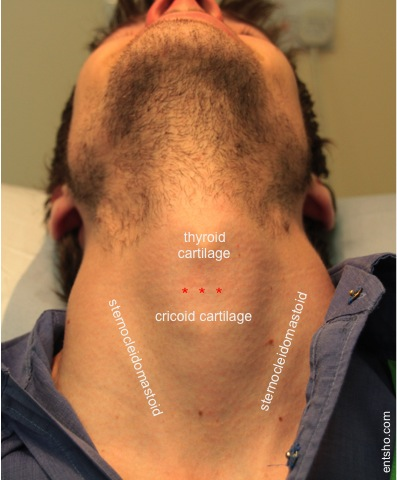 thyroid
cartilage
* * *
cricoid cartilage
sternocleidomastoid
sternocleidomastoid
entsho.com